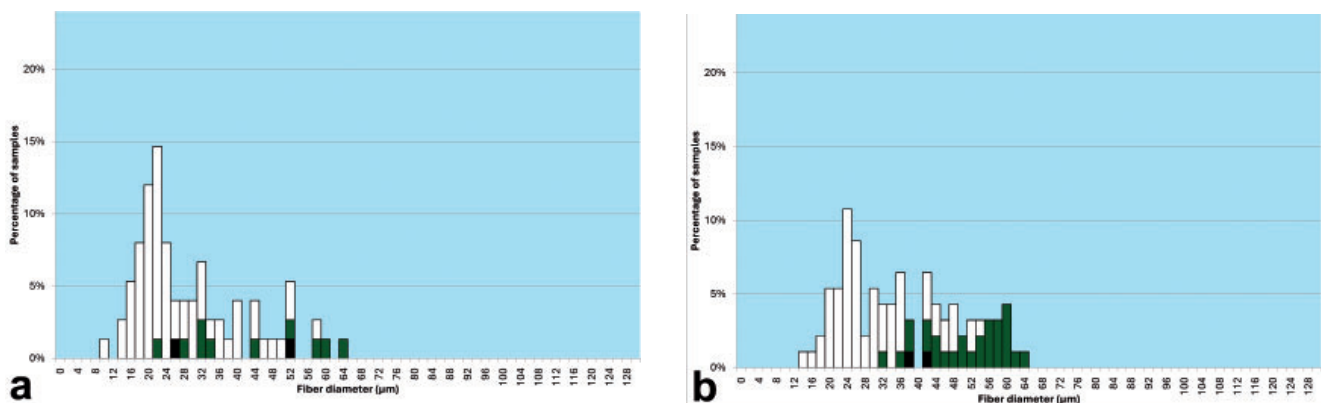 20%
15%
10%
5%
0%
Percentage of samples
0 4 8 12 16 20 24 28 32 36 40 44 48 52 56 60 64 68 72 76 80 84 88 92 96 100 104 108 112 116 120 124 128
Fiber diameter (µm)
a
20%
15%
10%
5%
0%
Percentage of samples
0 4 8 12 16 20 24 28 32 36 40 44 48 52 56 60 64 68 72 76 80 84 88 92 96 100 104 108 112 116 120 124 128
Fiber diameter (µm)
b